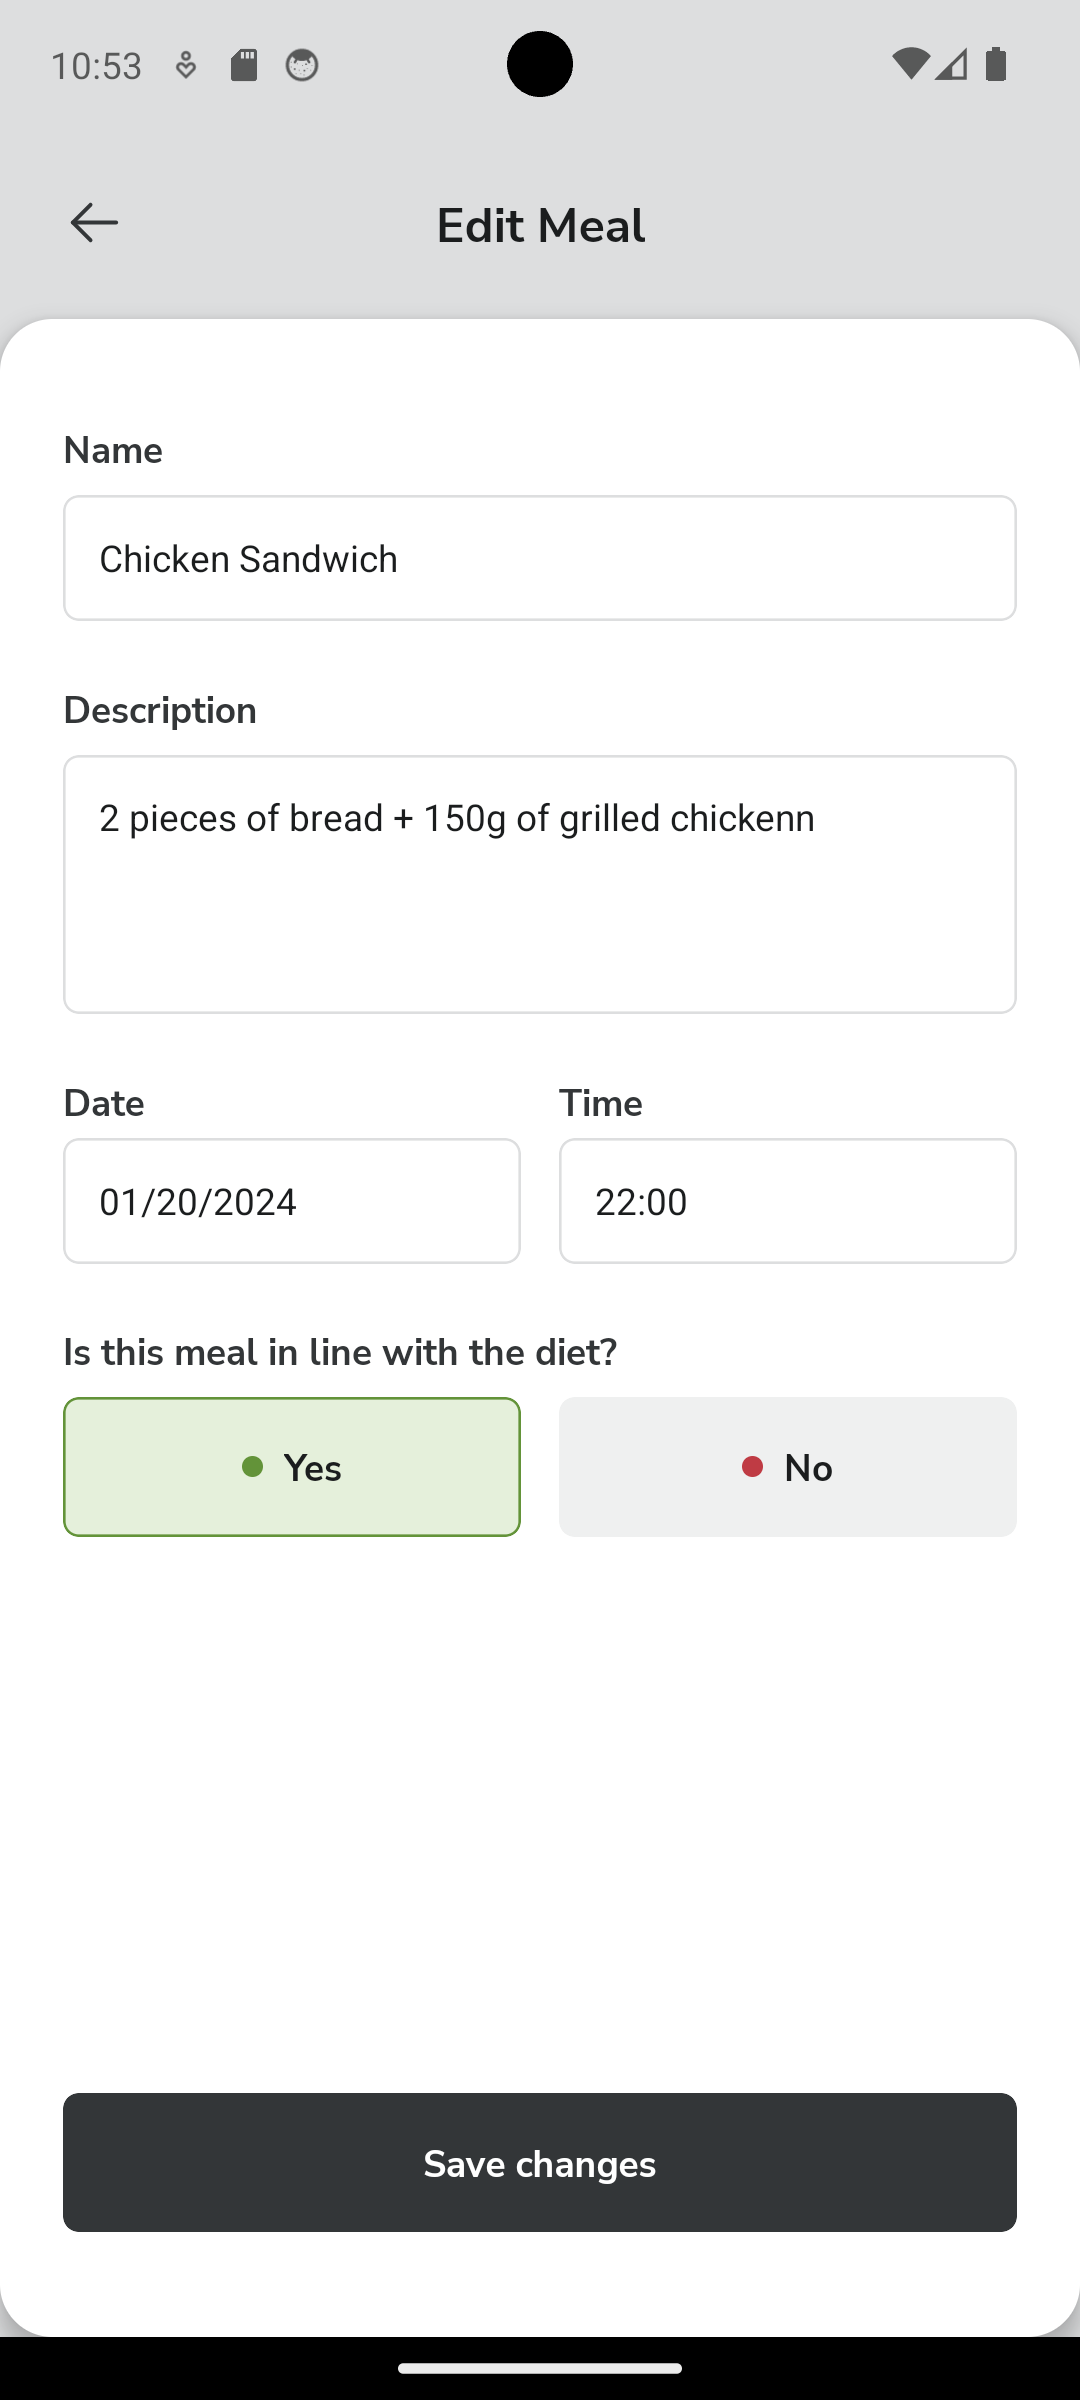 10:53
Edit Meal
Name
Chicken Sandwich
Description
2 pieces of bread + 150g of grilled chickenn
Date
Time
01/20/2024
22:00
Is this meal in line with the diet?
Yes
No
Save changes